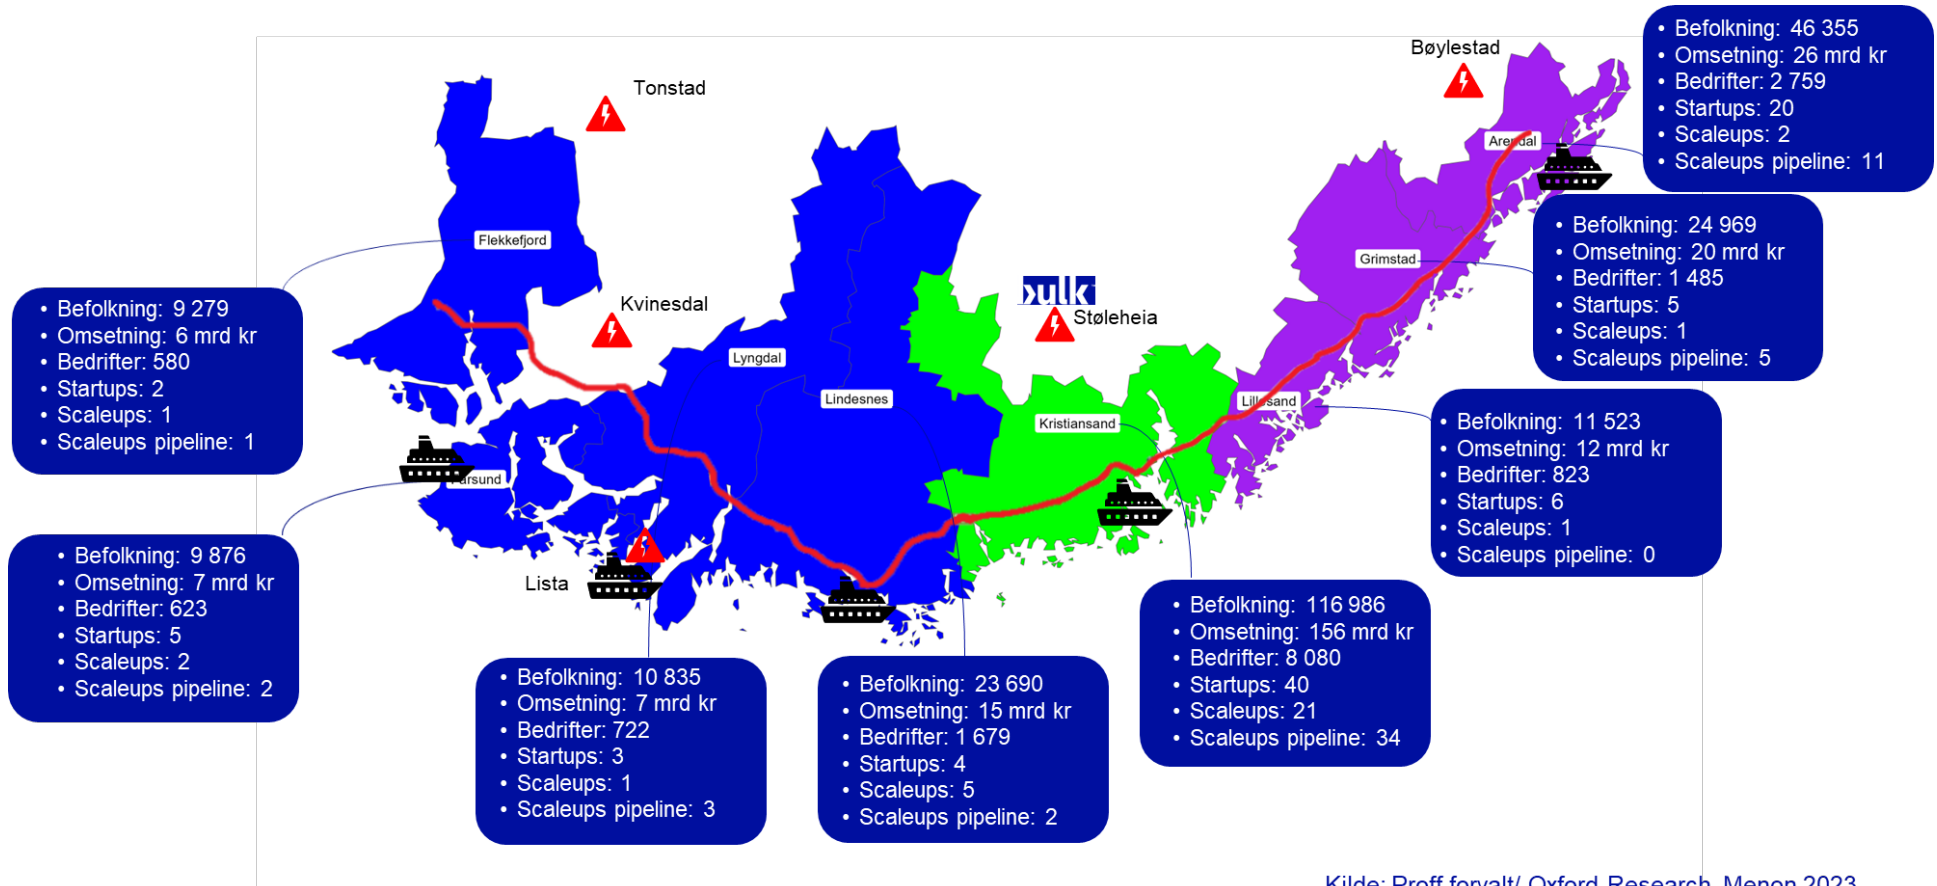 Bøylestad
Tonstad
Kvinesdal
Støleheia
Lista
Flekkefjord
Lyngdal
Lindesnes
Kristiansand
Lillesand
Grimstad
Arendal
• Befolkning: 46 355
• Omsetning: 26 mrd kr
• Bedrifter: 2 759
• Startups: 20
• Scaleups: 2
• Scaleups pipeline: 11
• Befolkning: 24 969
• Omsetning: 20 mrd kr
• Bedrifter: 1 485
• Startups: 5
• Scaleups: 1
• Scaleups pipeline: 5
• Befolkning: 11 523
• Omsetning: 12 mrd kr
• Bedrifter: 823
• Startups: 6
• Scaleups: 1
• Scaleups pipeline: 0
• Befolkning: 116 986
• Omsetning: 156 mrd kr
• Bedrifter: 8 080
• Startups: 40
• Scaleups: 21
• Scaleups pipeline: 34
• Befolkning: 23 690
• Omsetning: 15 mrd kr
• Bedrifter: 1 679
• Startups: 4
• Scaleups: 5
• Scaleups pipeline: 2
• Befolkning: 10 835
• Omsetning: 7 mrd kr
• Bedrifter: 722
• Startups: 3
• Scaleups: 1
• Scaleups pipeline: 3
• Befolkning: 9 876
• Omsetning: 7 mrd kr
• Bedrifter: 623
• Startups: 5
• Scaleups: 2
• Scaleups pipeline: 2
• Befolkning: 9 279
• Omsetning: 6 mrd kr
• Bedrifter: 580
• Startups: 2
• Scaleups: 1
• Scaleups pipeline: 1
Kilde: Proff forvalt/ Oxford Research, Menon 2023